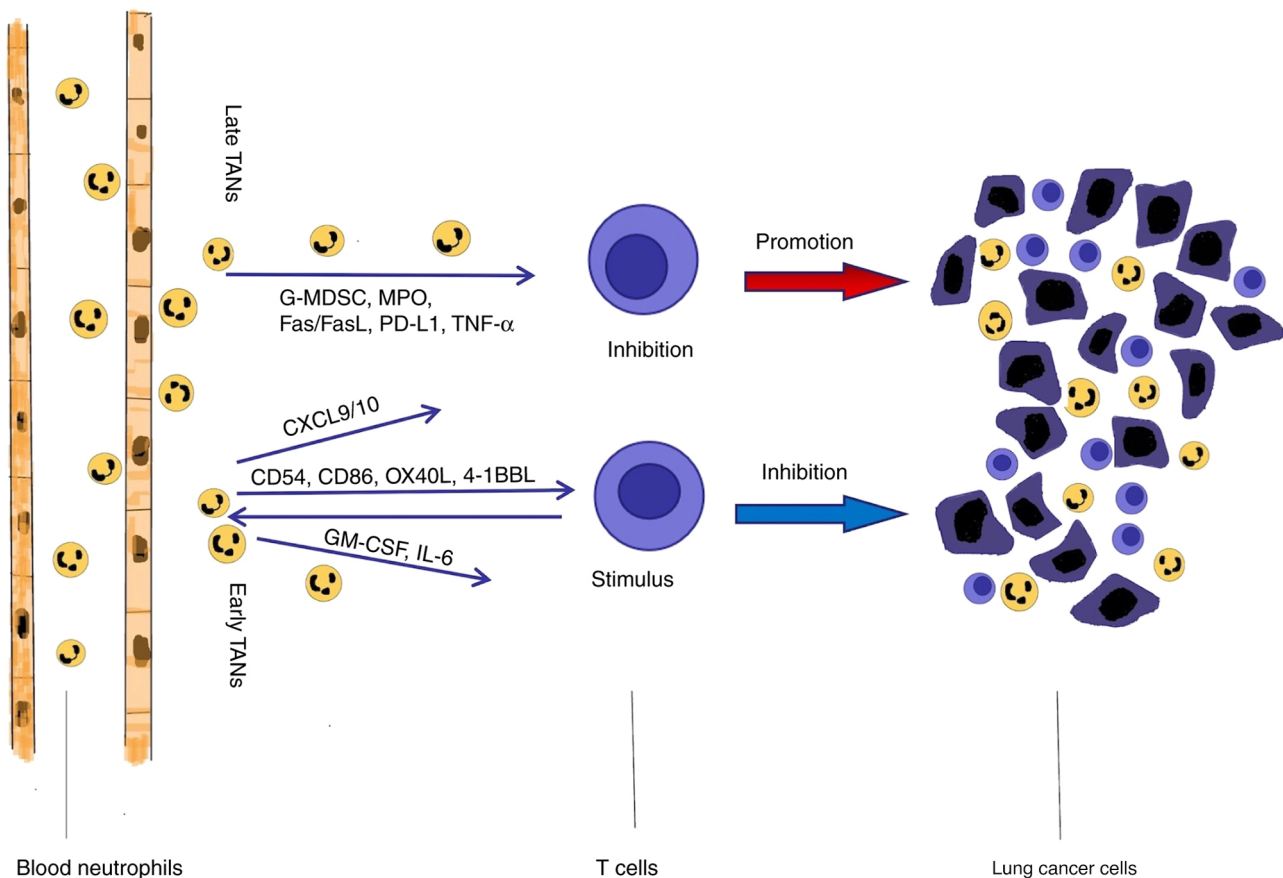 Late TANs
G-MDSC, MPO,
Fas/FasL, PD-L1, TNF-α
Inhibition
Promotion
CXCL9/10
CD54, CD86, OX40L, 4-1BBL
GM-CSF, IL-6
Early TANs
Stimulus
Inhibition
Blood neutrophils
T cells
Lung cancer cells